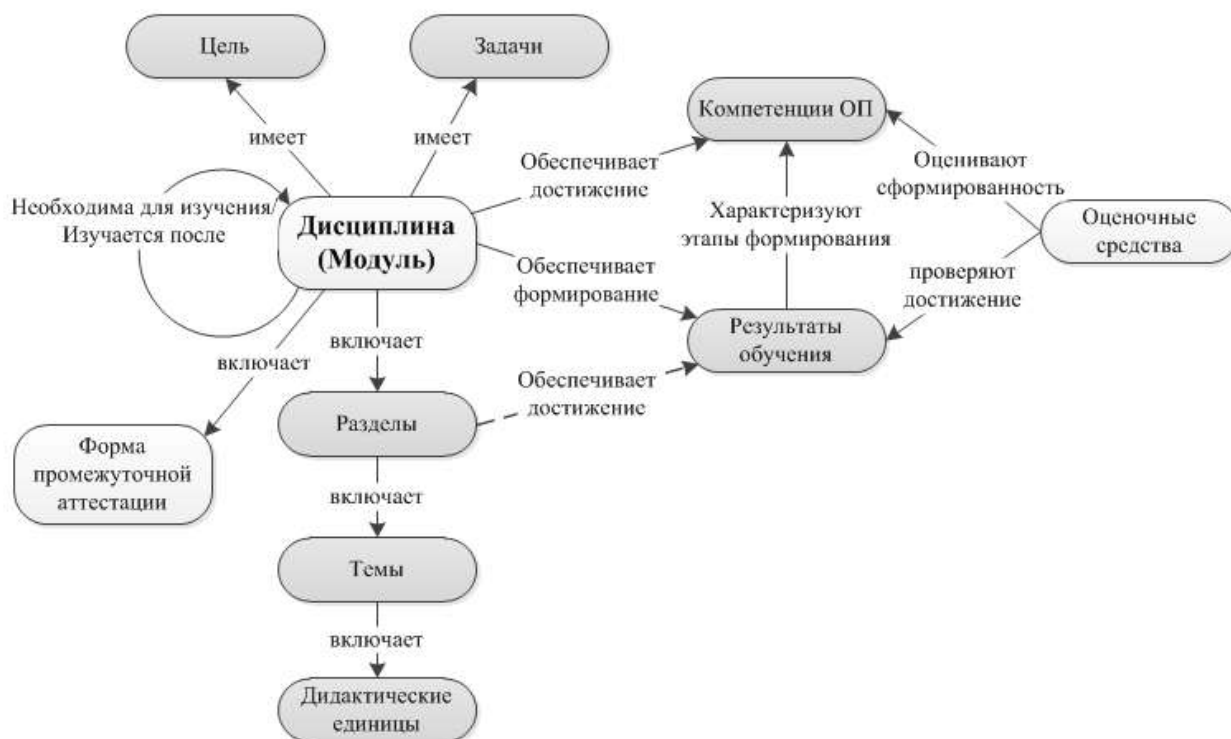 Цель
Задачи
имеет
имеет
Компетенции ОП
Обеспечивает
достижение
Оценивают
сформированность
Необходима для изучения/
Изучается после
Дисциплина
(Модуль)
Характеризуют
этапы формирования
Оценочные
средства
Обеспечивает
формирование
проверяют
достижение
включает
включает
Результаты
обучения
Обеспечивает
достижение
Разделы
Форма
промежуточной
аттестации
включает
Темы
включает
Дидактические
единицы